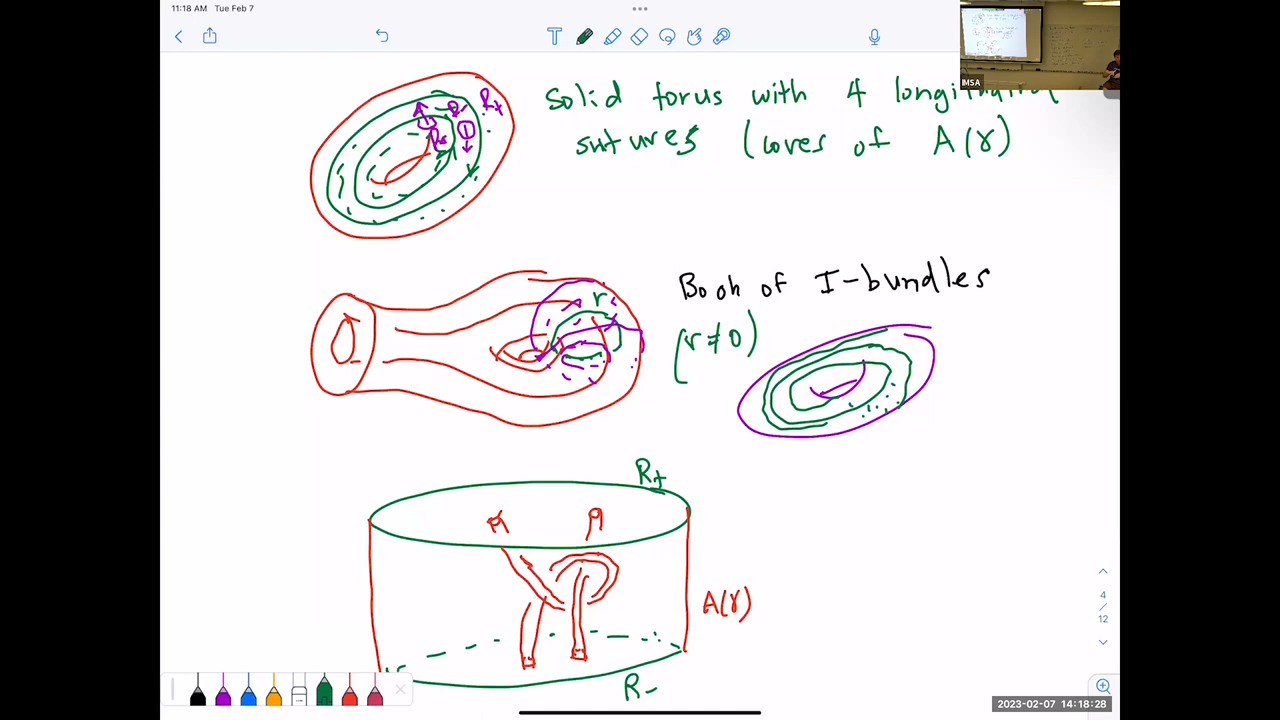 11:18 AM Tue Feb 7
IMSA
solid torus with 4 longitudinal
sutures (cores of A(γ)
R- R+
R+
Book of I-bundles
r
(r≠0)
R+
A(γ)
R-
4
/
12
2023-02-07 14:18:28